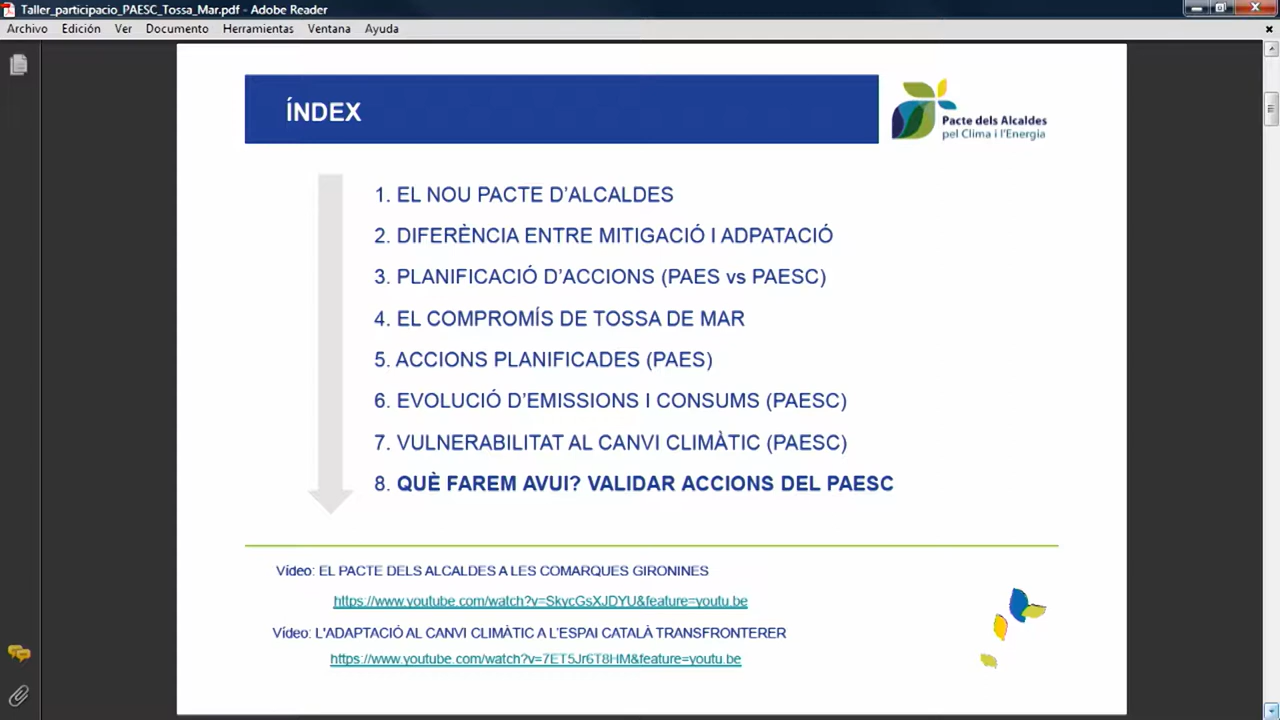 Taller_participacio_PAESC_Tossa_Mar.pdf - Adobe Reader
Archivo Edición Ver Documento Herramientas Ventana Ayuda
ÍNDEX
Pacte dels Alcaldes
pel Clima i l'Energia
1. EL NOU PACTE D'ALCALDES
2. DIFERÈNCIA ENTRE MITIGACIÓ I ADPATACIÓ
3. PLANIFICACIÓ D'ACCIONS (PAES vs PAESC)
4. EL COMPROMÍS DE TOSSA DE MAR
5. ACCIONS PLANIFICADES (PAES)
6. EVOLUCIÓ D'EMISSIONS I CONSUMS (PAESC)
7. VULNERABILITAT AL CANVI CLIMÀTIC (PAESC)
8. QUÈ FAREM AVUI? VALIDAR ACCIONS DEL PAESC
Vídeo: EL PACTE DELS ALCALDES A LES COMARQUES GIRONINES
https://www.youtube.com/watch?v=SkycGsXJDYU&feature=youtu.be
Vídeo: L'ADAPTACIÓ AL CANVI CLIMÀTIC A L'ESPAI CATALÀ TRANSFRONTERER
https://www.youtube.com/watch?v=7ET5Jr6T8HM&feature=youtu.be